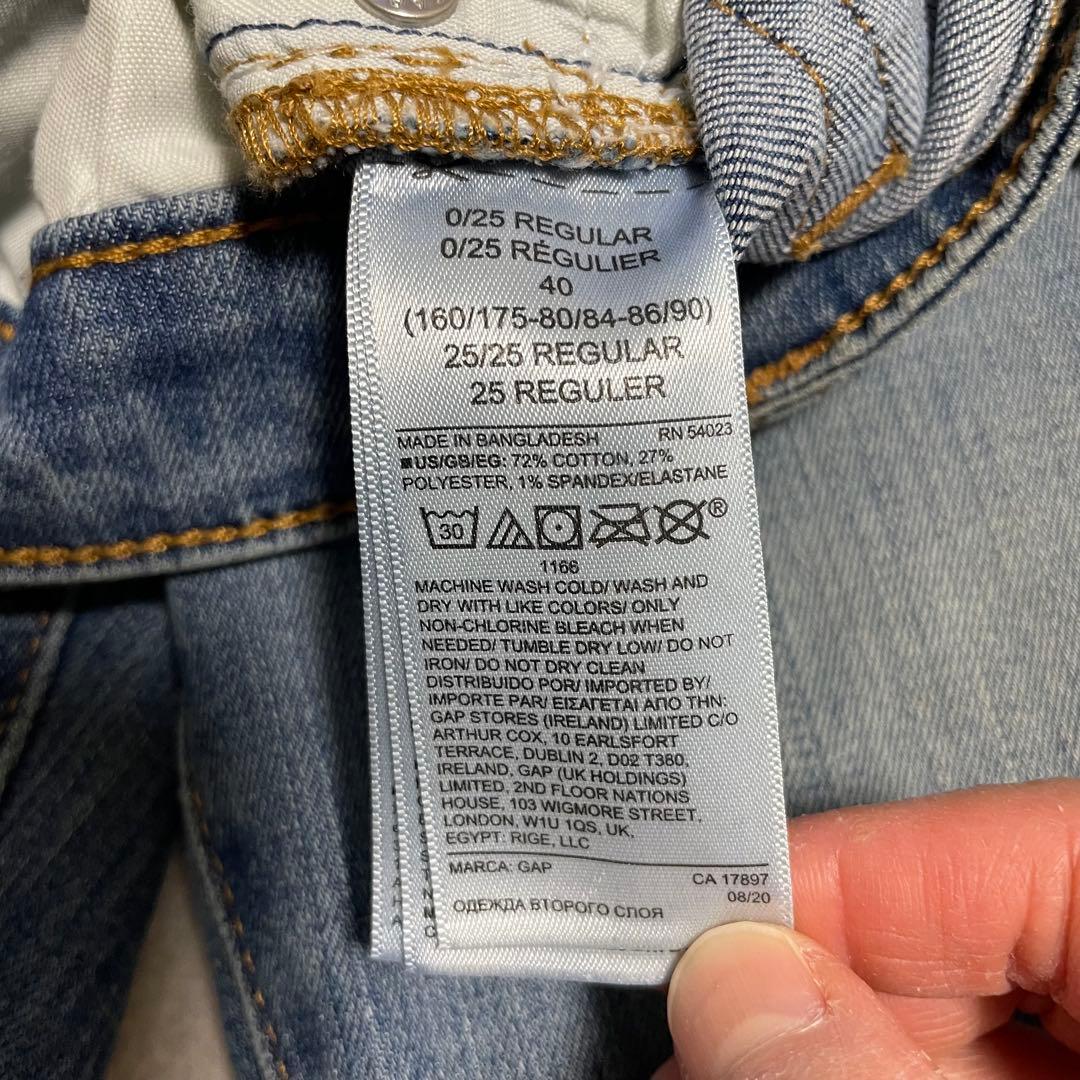 0/25 REGULAR
0/25 RÉGULIER
40
(160/175-80/84-86/90)
25/25 REGULAR
25 REGULER
MADE IN BANGLADESH RN 54023
US/GB/EG: 72% COTTON, 27%
POLYESTER, 1% SPANDEX/ELASTANE
30 ®
1166
MACHINE WASH COLD/ WASH AND
DRY WITH LIKE COLORS/ ONLY
NON-CHLORINE BLEACH WHEN
NEEDED/ TUMBLE DRY LOW/ DO NOT
IRON/ DO NOT DRY CLEAN
DISTRIBUIDO POR/ IMPORTED BY/
IMPORTE PAR/ ΕΙΣΑΓΕΤΑΙ ΑΠΟ ΤΗΝ:
GAP STORES (IRELAND) LIMITED C/O
ARTHUR COX, 10 EARLSFORT
TERRACE, DUBLIN 2, D02 T380,
IRELAND, GAP (UK HOLDINGS)
LIMITED, 2ND FLOOR NATIONS
HOUSE, 103 WIGMORE STREET,
LONDON, W1U 1QS, UK,
EGYPT: RIGE, LLC
MARCA: GAP CA 17897
08/20
ОДЕЖДА ВТОРОГО СЛОЯ